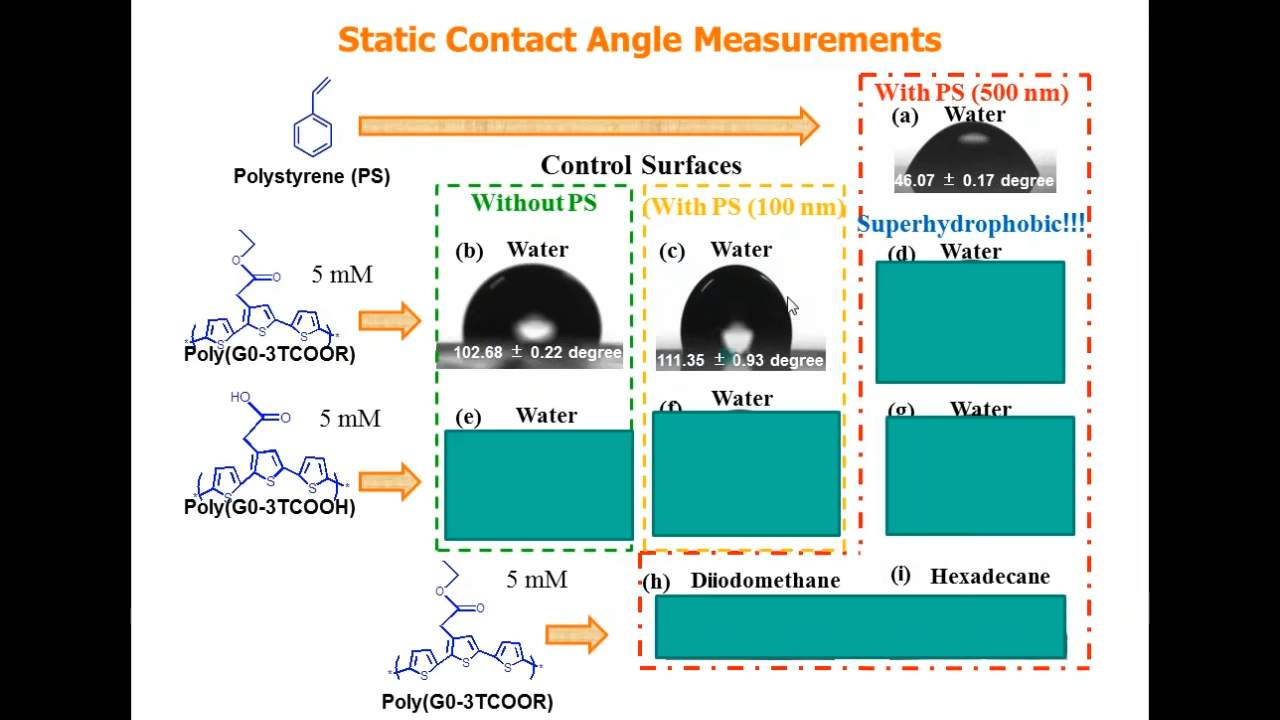 Static Contact Angle Measurements
With PS (500 nm)
(a) Water
46.07 ± 0.17 degree
Polystyrene (PS)
Control Surfaces
Without PS
(With PS (100 nm)
Superhydrophobic!!!
(b) Water
(c) Water
(d) Water
5 mM
O
O
S
S
S
* ( ) *
102.68 ± 0.22 degree
111.35 ± 0.93 degree
Poly(G0-3TCOOR)
HO
O
5 mM
(e) Water
(f) Water
(g) Water
S
S
S
* ( ) *
Poly(G0-3TCOOH)
5 mM
(h) Diiodomethane
(i) Hexadecane
O
O
S
S
S
* ( ) *
Poly(G0-3TCOOR)